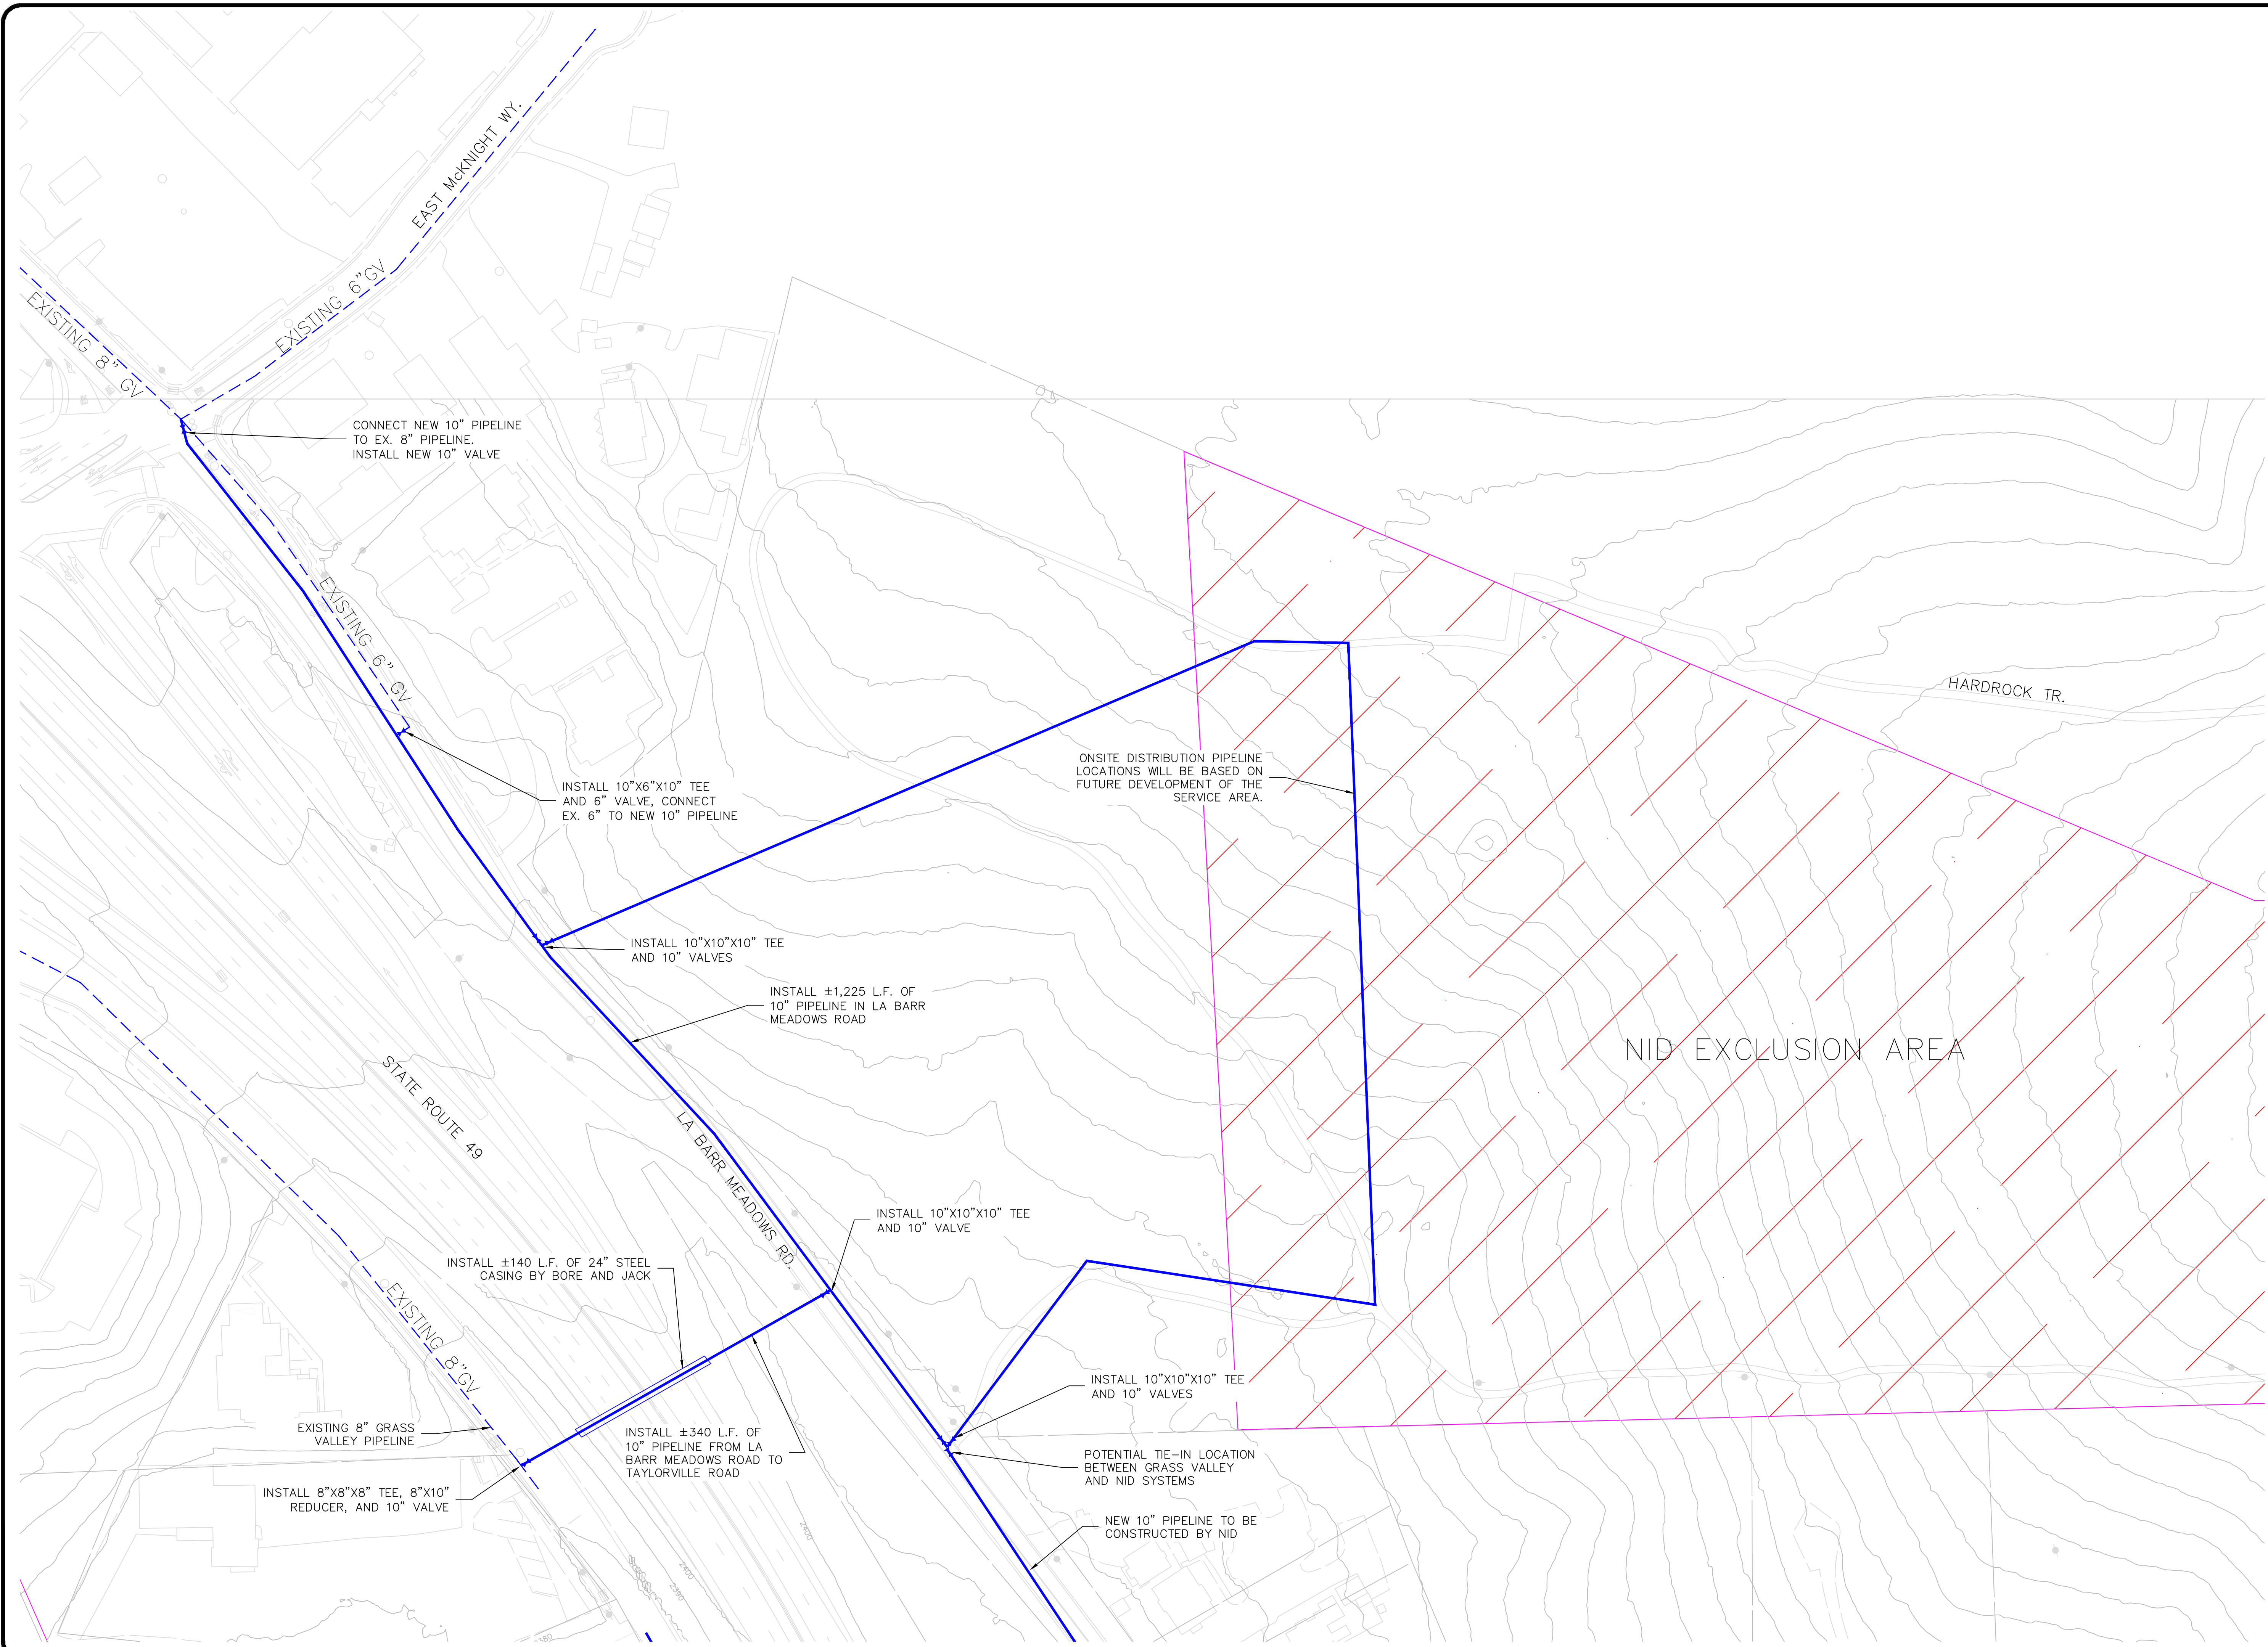 EAST McKNIGHT WY.
EXISTING 6"GV
EXISTING 8" GV
CONNECT NEW 10" PIPELINE
TO EX. 8" PIPELINE.
INSTALL NEW 10" VALVE
EXISTING 6" GV
HARDROCK TR.
ONSITE DISTRIBUTION PIPELINE
LOCATIONS WILL BE BASED ON
FUTURE DEVELOPMENT OF THE
SERVICE AREA.
INSTALL 10"X6"X10" TEE
AND 6" VALVE, CONNECT
EX. 6" TO NEW 10" PIPELINE
INSTALL 10"X10"X10" TEE
AND 10" VALVES
INSTALL ±1,225 L.F. OF
10" PIPELINE IN LA BARR
MEADOWS ROAD
NID EXCLUSION AREA
STATE ROUTE 49
LA BARR MEADOWS RD.
INSTALL 10"X10"X10" TEE
AND 10" VALVE
INSTALL ±140 L.F. OF 24" STEEL
CASING BY BORE AND JACK
EXISTING 8"GV
INSTALL 10"X10"X10" TEE
AND 10" VALVES
EXISTING 8" GRASS
VALLEY PIPELINE
INSTALL ±340 L.F. OF
10" PIPELINE FROM LA
BARR MEADOWS ROAD TO
TAYLORVILLE ROAD
POTENTIAL TIE-IN LOCATION
BETWEEN GRASS VALLEY
AND NID SYSTEMS
INSTALL 8"X8"X8" TEE, 8"X10"
REDUCER, AND 10" VALVE
NEW 10" PIPELINE TO BE
CONSTRUCTED BY NID
2400
2400
2390